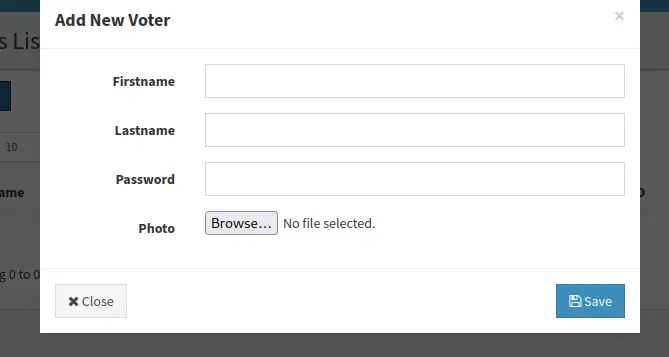 Add New Voter ×
s Lis
Firstname
10
Lastname
Password
ame
Photo Browse... No file selected.
g 0 to 0
Close Save